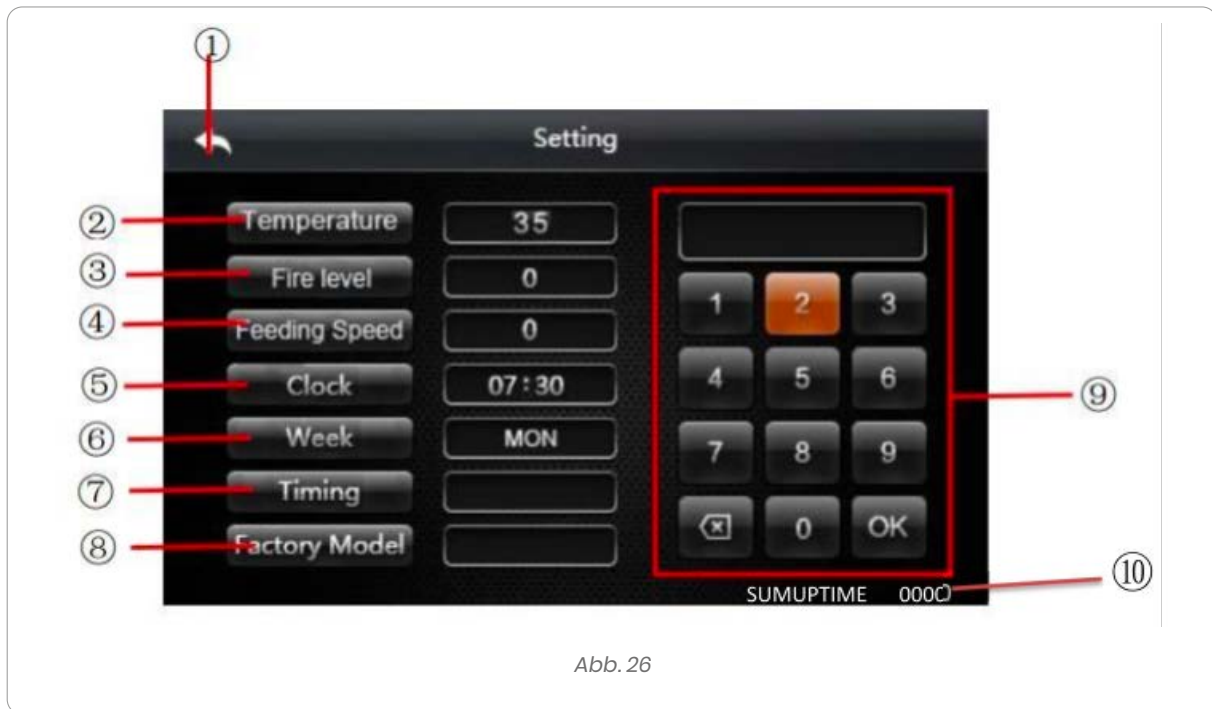 ①
Setting
② Temperature 35
③ Fire level 0
④ Feeding Speed 0
⑤ Clock 07:30
⑥ Week MON
⑦ Timing
⑧ Factory Model
1 2 3
4 5 6
7 8 9
0 OK
⑨
SUMUPTIME 0000
⑩
Abb. 26